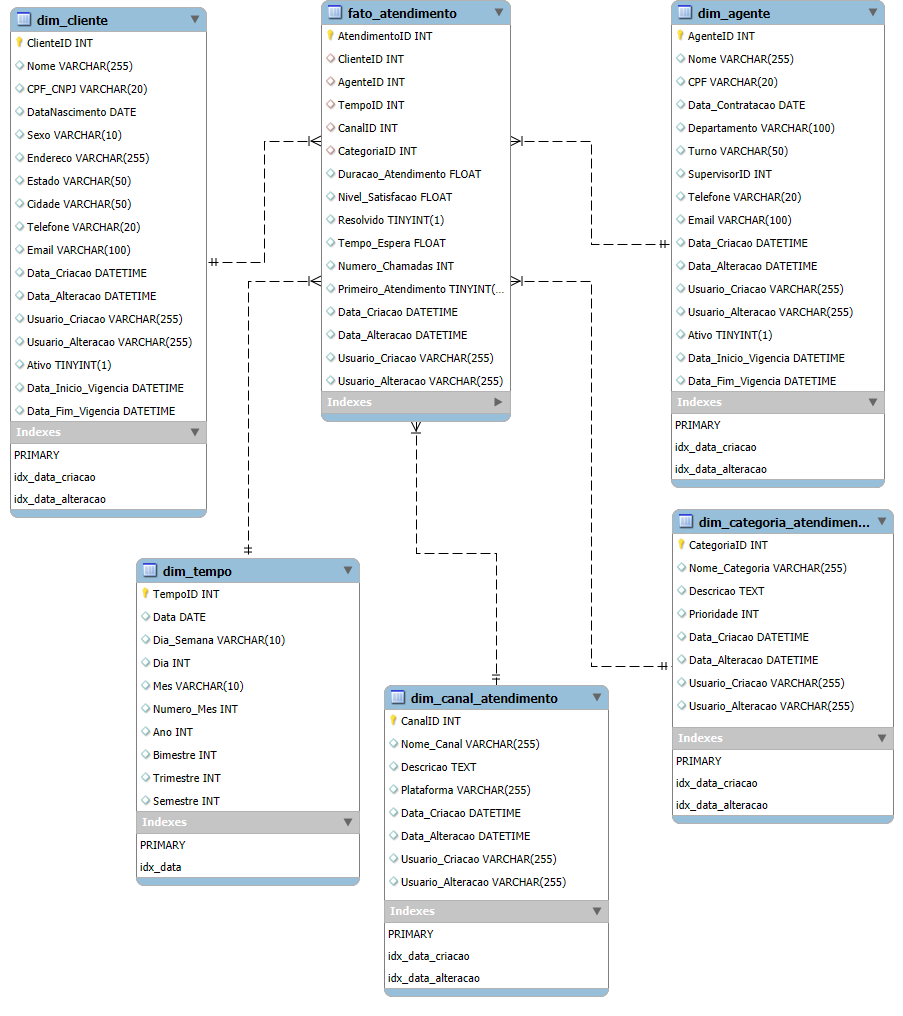 dim_cliente
ClienteID INT
Nome VARCHAR(255)
CPF_CNPJ VARCHAR(20)
DataNascimento DATE
Sexo VARCHAR(10)
Endereco VARCHAR(255)
Estado VARCHAR(50)
Cidade VARCHAR(50)
Telefone VARCHAR(20)
Email VARCHAR(100)
Data_Criacao DATETIME
Data_Alteracao DATETIME
Usuario_Criacao VARCHAR(255)
Usuario_Alteracao VARCHAR(255)
Ativo TINYINT(1)
Data_Inicio_Vigencia DATETIME
Data_Fim_Vigencia DATETIME
Indexes
PRIMARY
idx_data_criacao
idx_data_alteracao
fato_atendimento
AtendimentoID INT
ClienteID INT
AgenteID INT
TempoID INT
CanalID INT
CategoriaID INT
Duracao_Atendimento FLOAT
Nivel_Satisfacao FLOAT
Resolvido TINYINT(1)
Tempo_Espera FLOAT
Numero_Chamadas INT
Primeiro_Atendimento TINYINT(...
Data_Criacao DATETIME
Data_Alteracao DATETIME
Usuario_Criacao VARCHAR(255)
Usuario_Alteracao VARCHAR(255)
Indexes
dim_agente
AgenteID INT
Nome VARCHAR(255)
CPF VARCHAR(20)
Data_Contratacao DATE
Departamento VARCHAR(100)
Turno VARCHAR(50)
SupervisorID INT
Telefone VARCHAR(20)
Email VARCHAR(100)
Data_Criacao DATETIME
Data_Alteracao DATETIME
Usuario_Criacao VARCHAR(255)
Usuario_Alteracao VARCHAR(255)
Ativo TINYINT(1)
Data_Inicio_Vigencia DATETIME
Data_Fim_Vigencia DATETIME
Indexes
PRIMARY
idx_data_criacao
idx_data_alteracao
dim_tempo
TempoID INT
Data DATE
Dia_Semana VARCHAR(10)
Dia INT
Mes VARCHAR(10)
Numero_Mes INT
Ano INT
Bimestre INT
Trimestre INT
Semestre INT
Indexes
PRIMARY
idx_data
dim_canal_atendimento
CanalID INT
Nome_Canal VARCHAR(255)
Descricao TEXT
Plataforma VARCHAR(255)
Data_Criacao DATETIME
Data_Alteracao DATETIME
Usuario_Criacao VARCHAR(255)
Usuario_Alteracao VARCHAR(255)
Indexes
PRIMARY
idx_data_criacao
idx_data_alteracao
dim_categoria_atendimen...
CategoriaID INT
Nome_Categoria VARCHAR(255)
Descricao TEXT
Prioridade INT
Data_Criacao DATETIME
Data_Alteracao DATETIME
Usuario_Criacao VARCHAR(255)
Usuario_Alteracao VARCHAR(255)
Indexes
PRIMARY
idx_data_criacao
idx_data_alteracao